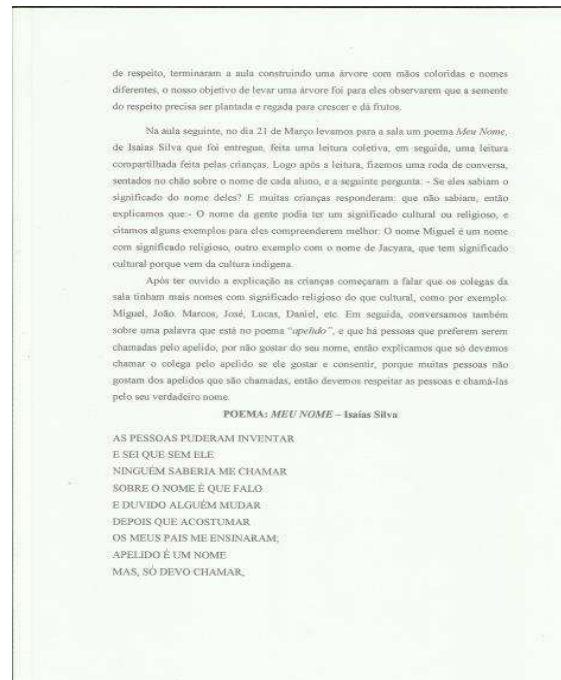 de respeito, terminaram a aula construindo uma árvore com mãos coloridas e nomes
diferentes, o nosso objetivo de levar uma árvore foi para eles observarem que a semente
do respeito precisa ser plantada e regada para crescer e dá frutos.
Na aula seguinte, no dia 21 de Março levamos para a sala um poema Meu Nome,
de Isaias Silva que foi entregue, feita uma leitura coletiva, em seguida, uma leitura
compartilhada feita pelas crianças. Logo após a leitura, fizemos uma roda de conversa,
sentados no chão sobre o nome de cada aluno, e a seguinte pergunta: - Se eles sabiam o
significado do nome deles? E muitas crianças responderam: que não sabiam, então
explicamos que:- O nome da gente podia ter um significado cultural ou religioso, e
citamos alguns exemplos para eles compreenderem melhor: O nome Miguel é um nome
com significado religioso, outro exemplo com o nome de Jacyara, que tem significado
cultural porque vem da cultura indígena.
Após ter ouvido a explicação as crianças começaram a falar que os colegas da
sala tinham mais nomes com significado religioso do que cultural, como por exemplo:
Miguel, João. Marcos, José, Lucas, Daniel, etc. Em seguida, conversamos também
sobre uma palavra que está no poema "apelido", e que há pessoas que preferem serem
chamadas pelo apelido, por não gostar do seu nome, então explicamos que só devemos
chamar o colega pelo apelido se ele gostar e consentir, porque muitas pessoas não
gostam dos apelidos que são chamadas, então devemos respeitar as pessoas e chamá-las
pelo seu verdadeiro nome.
POEMA: MEU NOME – Isaías Silva
AS PESSOAS PUDERAM INVENTAR
E SEI QUE SEM ELE
NINGUÉM SABERIA ME CHAMAR
SOBRE O NOME É QUE FALO
E DUVIDO ALGUÉM MUDAR
DEPOIS QUE ACOSTUMAR
OS MEUS PAIS ME ENSINARAM;
APELIDO É UM NOME
MAS, SÓ DEVO CHAMAR,